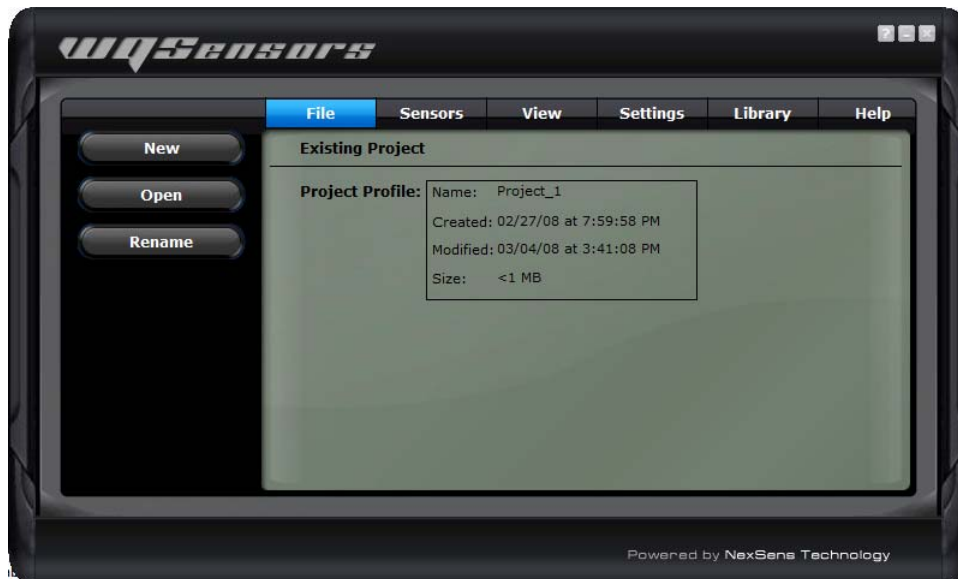 WQSensors
? - X
File Sensors View Settings Library Help
New
Open
Rename
Existing Project
Project Profile:
Name: Project_1
Created: 02/27/08 at 7:59:58 PM
Modified: 03/04/08 at 3:41:08 PM
Size: <1 MB
Powered by NexSens Technology